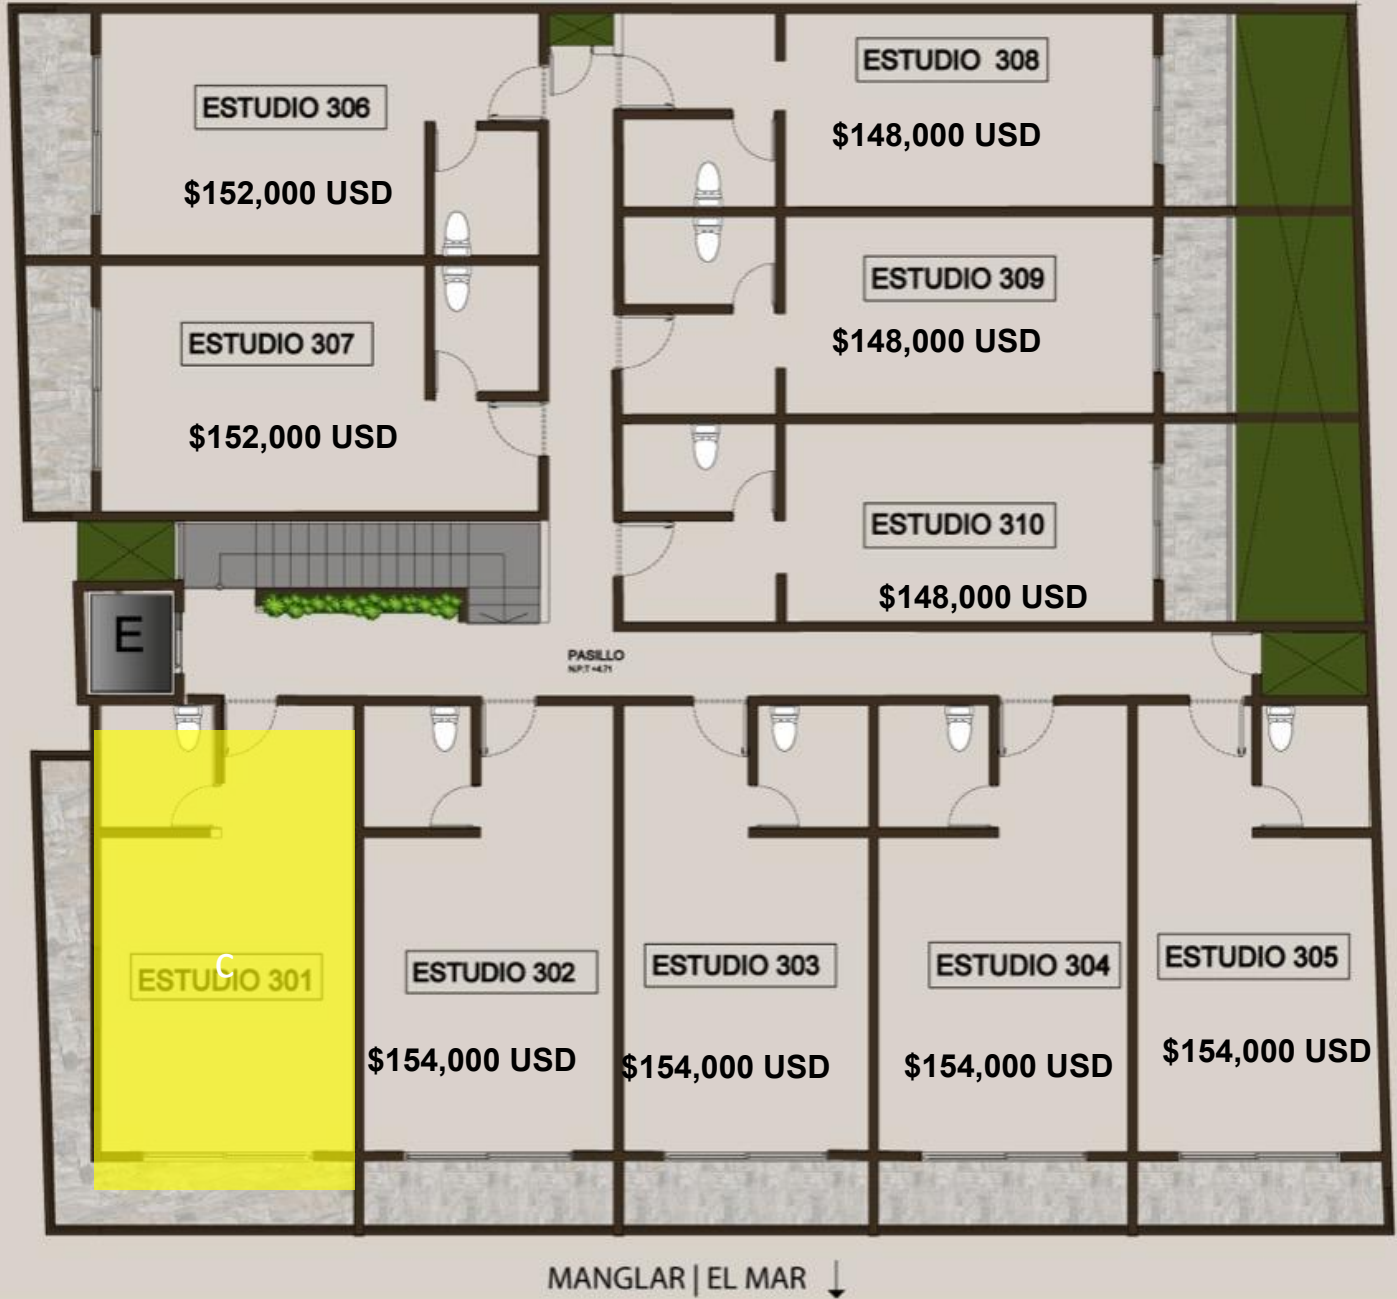 ESTUDIO 306
$152,000 USD
ESTUDIO 308
$148,000 USD
ESTUDIO 307
$152,000 USD
ESTUDIO 309
$148,000 USD
ESTUDIO 310
$148,000 USD
E
PASILLO
N.P.T +4.71
C
ESTUDIO 301
ESTUDIO 302
$154,000 USD
ESTUDIO 303
$154,000 USD
ESTUDIO 304
$154,000 USD
ESTUDIO 305
$154,000 USD
MANGLAR | EL MAR ↓